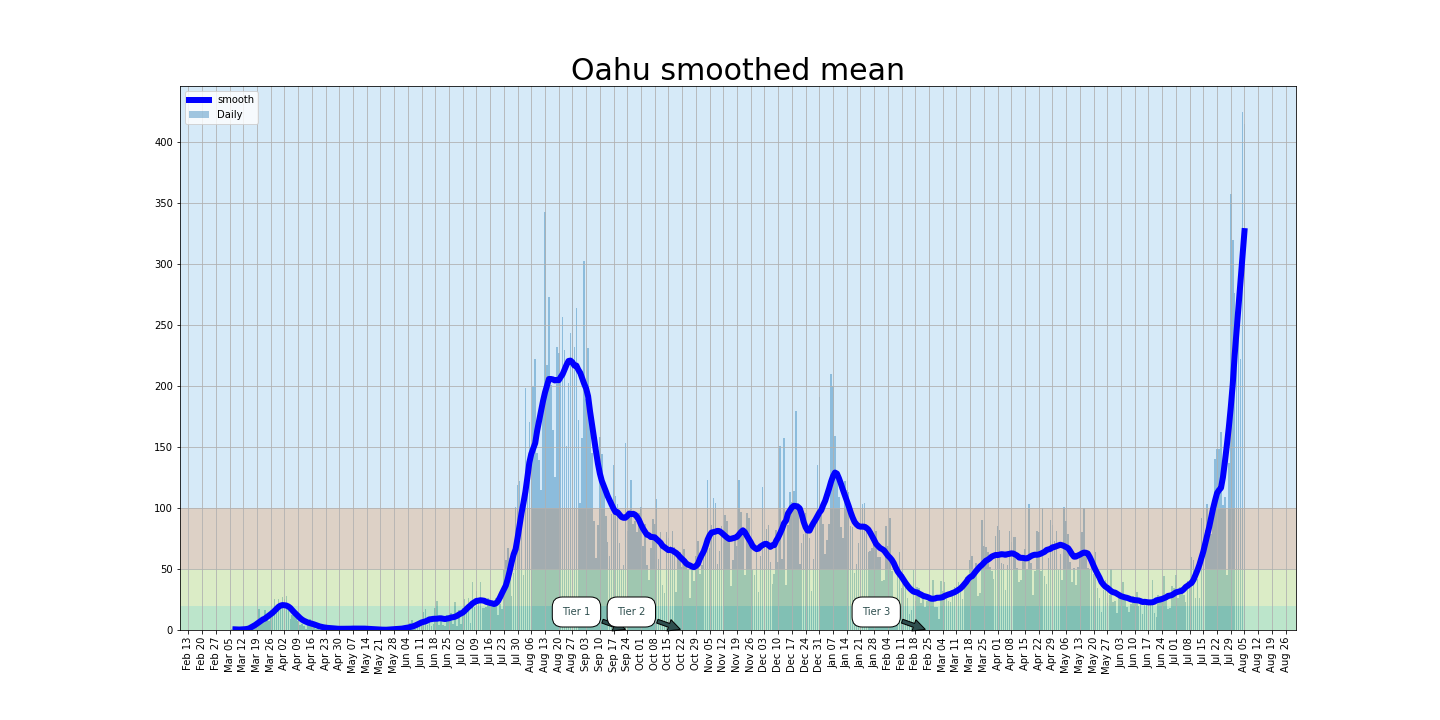 Oahu smoothed mean
smooth
Daily
400
350
300
250
200
150
100
50
0
Tier 1
Tier 2
Tier 3
Feb 13
Feb 20
Feb 27
Mar 05
Mar 12
Mar 19
Mar 26
Apr 02
Apr 09
Apr 16
Apr 23
Apr 30
May 07
May 14
May 21
May 28
Jun 04
Jun 11
Jun 18
Jun 25
Jul 02
Jul 09
Jul 16
Jul 23
Jul 30
Aug 06
Aug 13
Aug 20
Aug 27
Sep 03
Sep 10
Sep 17
Sep 24
Oct 01
Oct 08
Oct 15
Oct 22
Oct 29
Nov 05
Nov 12
Nov 19
Nov 26
Dec 03
Dec 10
Dec 17
Dec 24
Dec 31
Jan 07
Jan 14
Jan 21
Jan 28
Feb 04
Feb 11
Feb 18
Feb 25
Mar 04
Mar 11
Mar 18
Mar 25
Apr 01
Apr 08
Apr 15
Apr 22
Apr 29
May 06
May 13
May 20
May 27
Jun 03
Jun 10
Jun 17
Jun 24
Jul 01
Jul 08
Jul 15
Jul 22
Jul 29
Aug 05
Aug 12
Aug 19
Aug 26